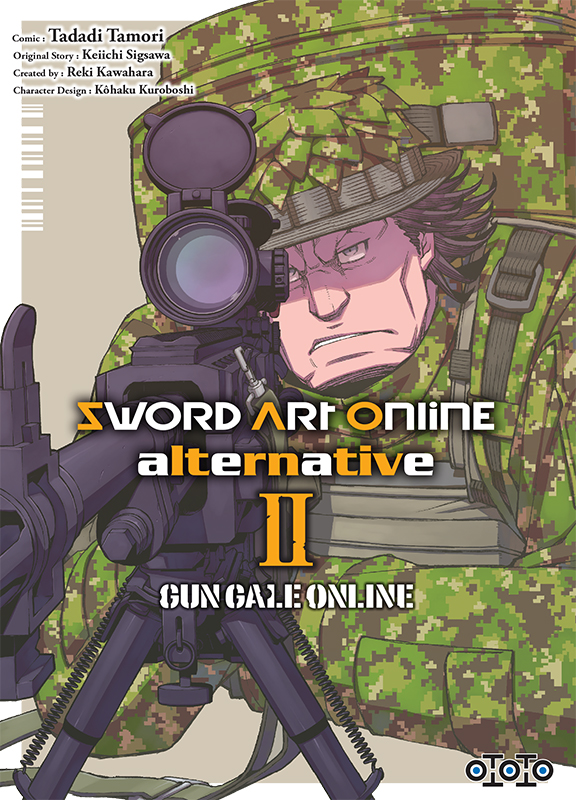 Comic : Tadadi Tamori
Original Story : Keiichi Sigsawa
Created by : Reki Kawahara
Character Design : Kôhaku Kuroboshi
SWORD ART ONLINE
alternative
II
GUN GALE ONLINE
OTOTO